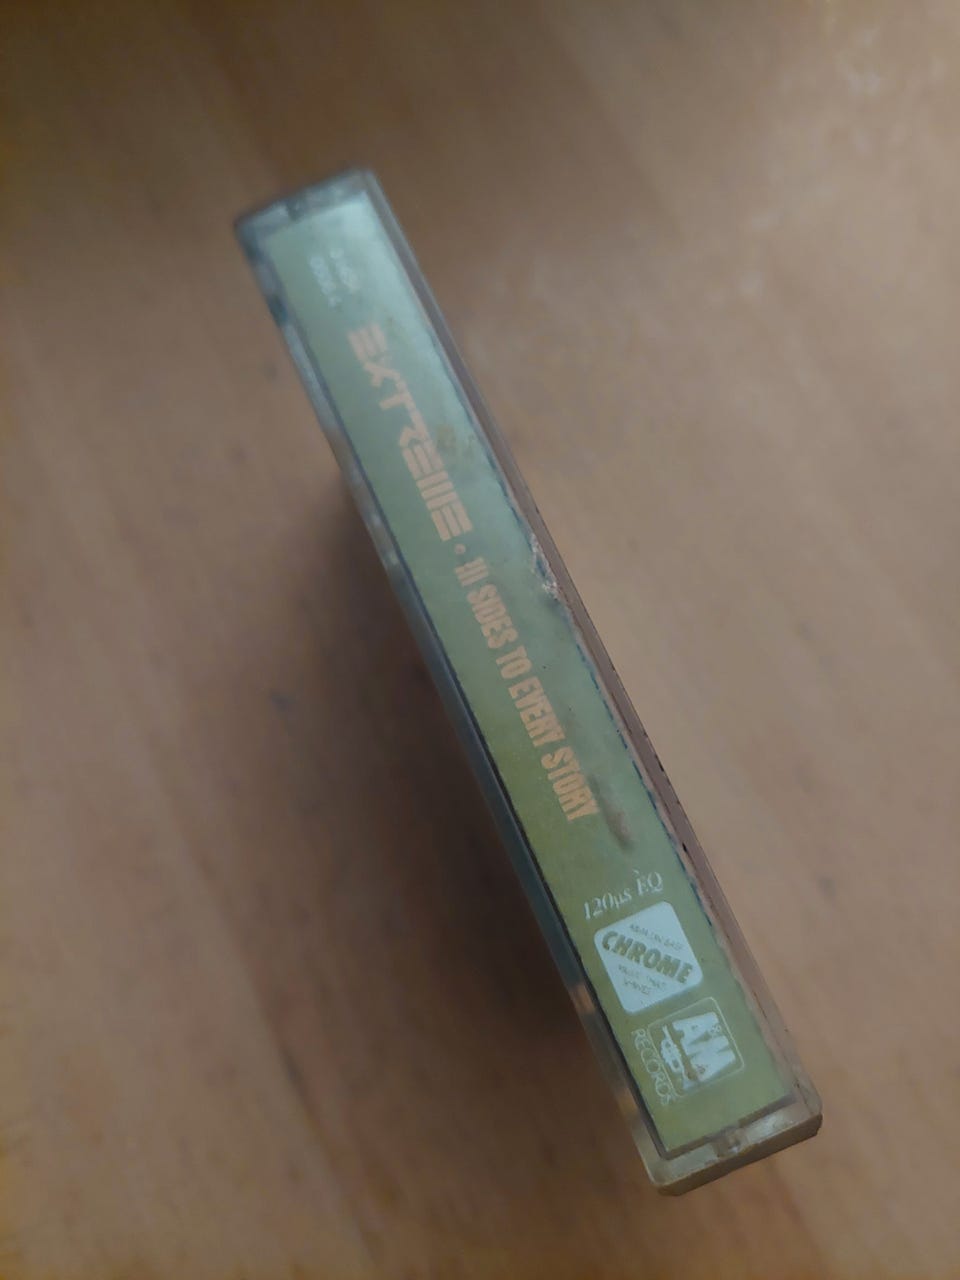 EXTREME • III SIDES TO EVERY STORY
120µs EQ
CHROME
A&M
RECORDS